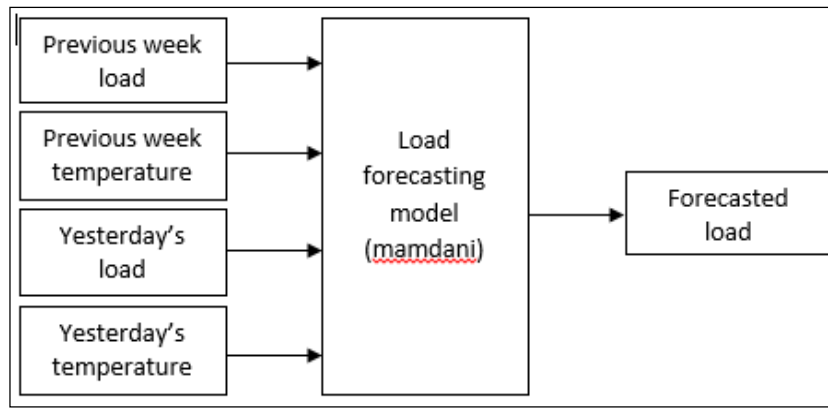 Previous week
load
Previous week
temperature
Yesterday's
load
Yesterday's
temperature
Load
forecasting
model
(mamdani)
Forecasted
load